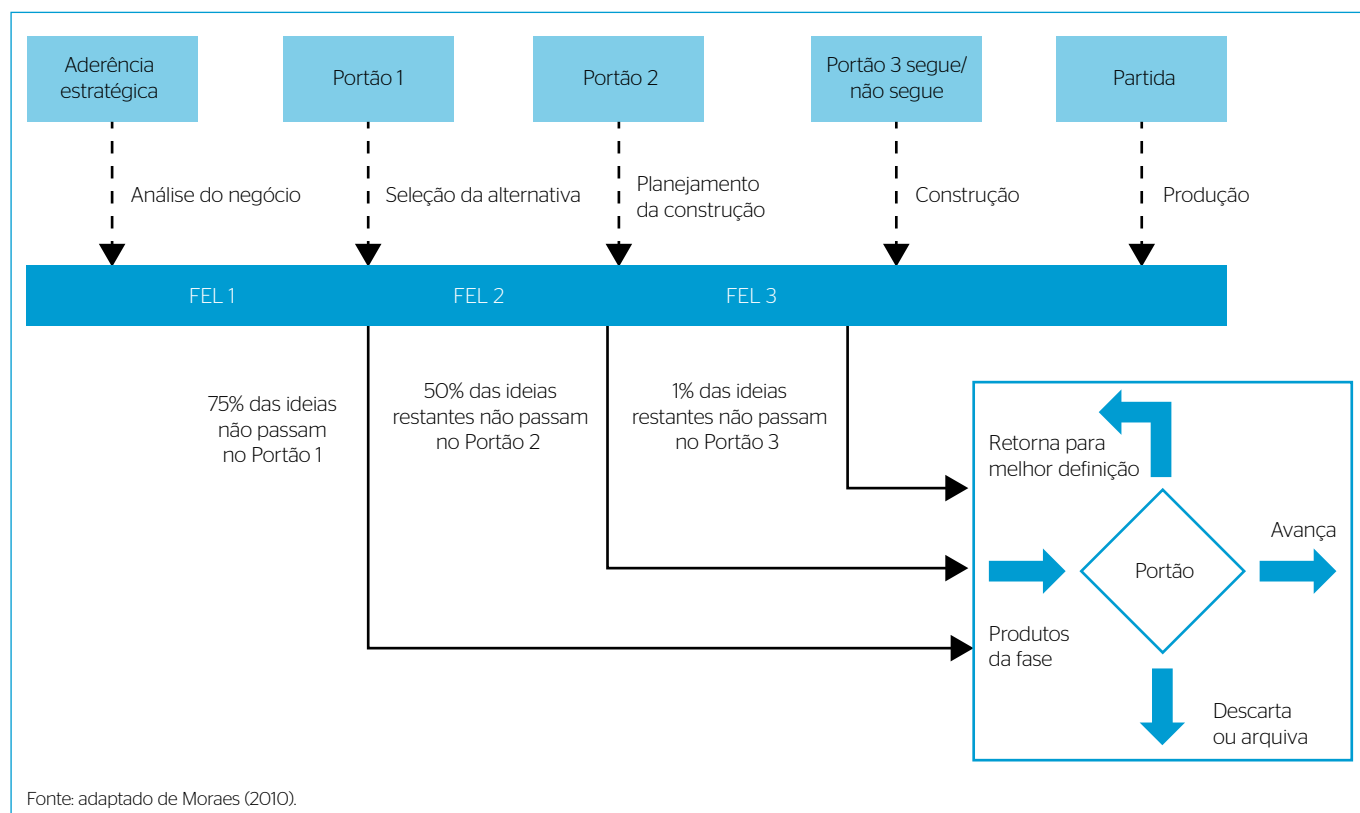 Aderência
estratégica
Portão 1
Portão 2
Portão 3 segue/
não segue
Partida
Análise do negócio
Seleção da alternativa
Planejamento
da construção
Construção
Produção
FEL 1
FEL 2
FEL 3
75% das ideias
não passam
no Portão 1
50% das ideias
restantes não passam
no Portão 2
1% das ideias
restantes não passam
no Portão 3
Retorna para
melhor definição
Avança
Portão
Produtos
da fase
Descarta
ou arquiva
Fonte: adaptado de Moraes (2010).